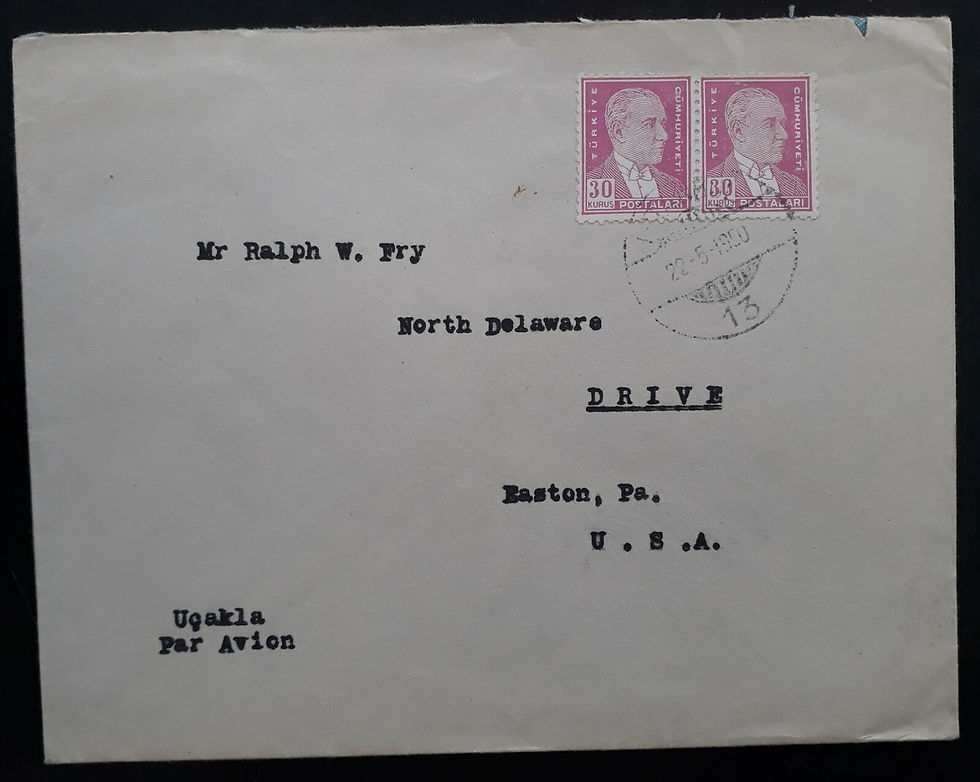 TÜRKİYE CÜMHURİYETİ
30 KURUŞ POSTALARI
TÜRKİYE CÜMHURİYETİ
30 KURUŞ POSTALARI
22-5-1950
13
Mr Ralph W. Fry
North Delaware
DRIVE
Easton, Pa.
U . S .A.
Uçakla
Par Avion